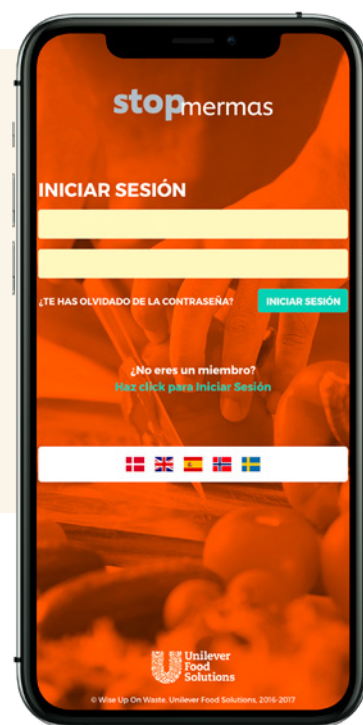 stopmermas
INICIAR SESIÓN
¿TE HAS OLVIDADO DE LA CONTRASEÑA?
INICIAR SESIÓN
¿No eres un miembro?
Haz click para Iniciar Sesión
Unilever
Food
Solutions
© Wise Up On Waste. Unilever Food Solutions, 2016-2017